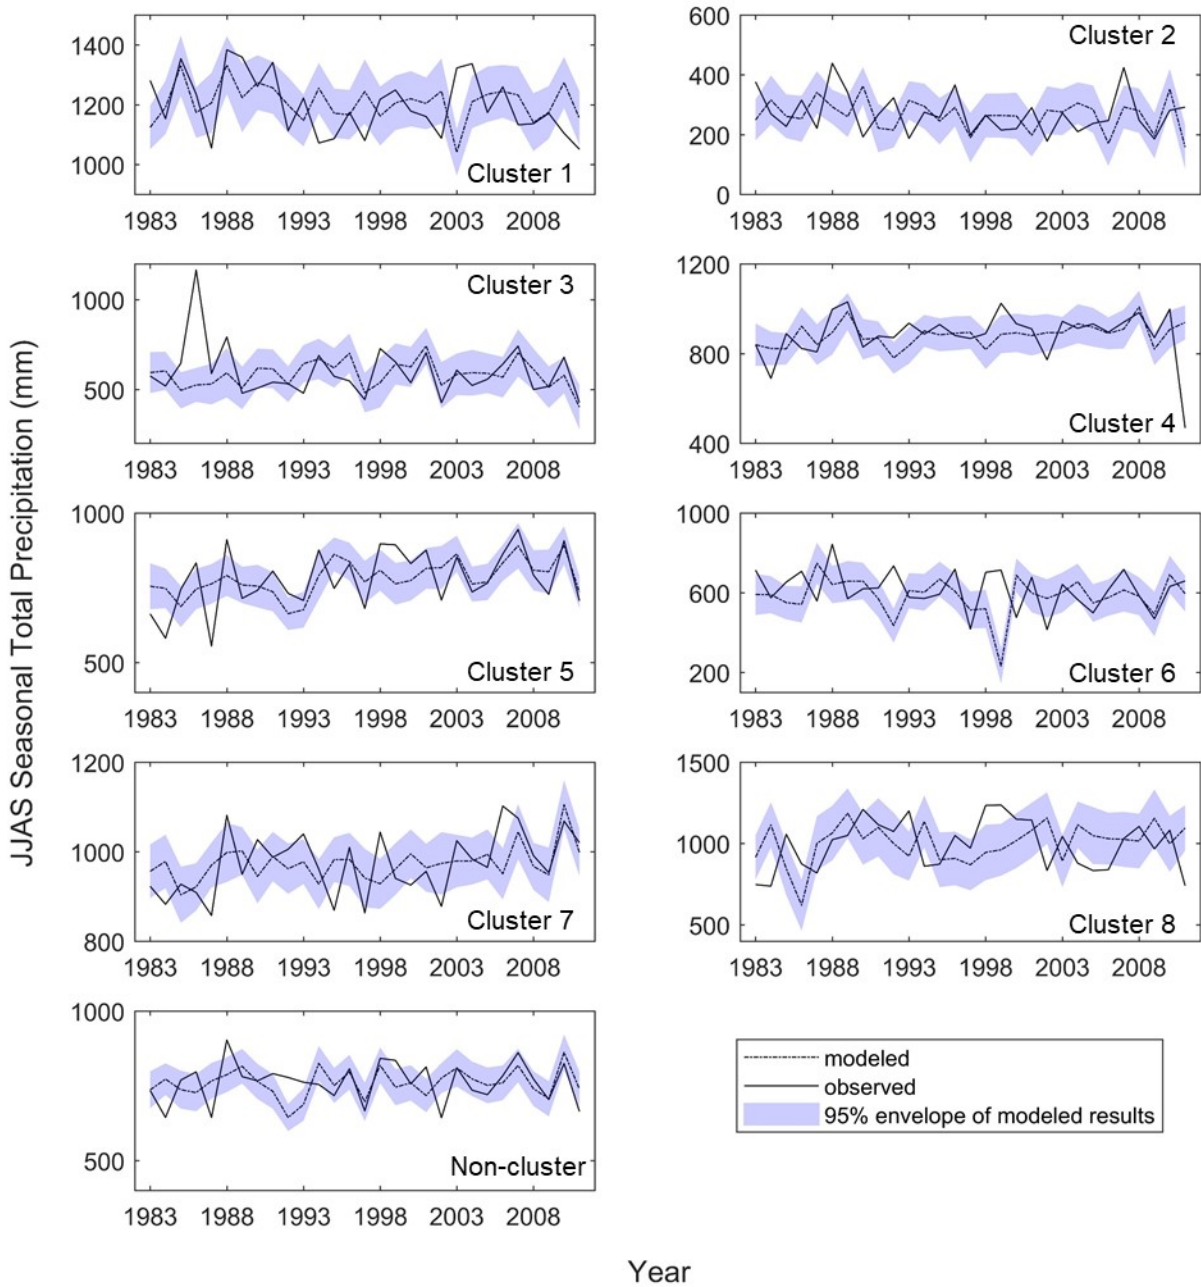 JJAS Seasonal Total Precipitation (mm)
1400
1200
1000
Cluster 1
1983 1988 1993 1998 2003 2008
600
400
200
0
Cluster 2
1983 1988 1993 1998 2003 2008
1000
500
Cluster 3
1983 1988 1993 1998 2003 2008
1200
800
400
Cluster 4
1983 1988 1993 1998 2003 2008
1000
500
Cluster 5
1983 1988 1993 1998 2003 2008
1000
600
200
Cluster 6
1983 1988 1993 1998 2003 2008
1200
1000
800
Cluster 7
1983 1988 1993 1998 2003 2008
1500
1000
500
Cluster 8
1983 1988 1993 1998 2003 2008
1000
500
Non-cluster
1983 1988 1993 1998 2003 2008
modeled
observed
95% envelope of modeled results
Year